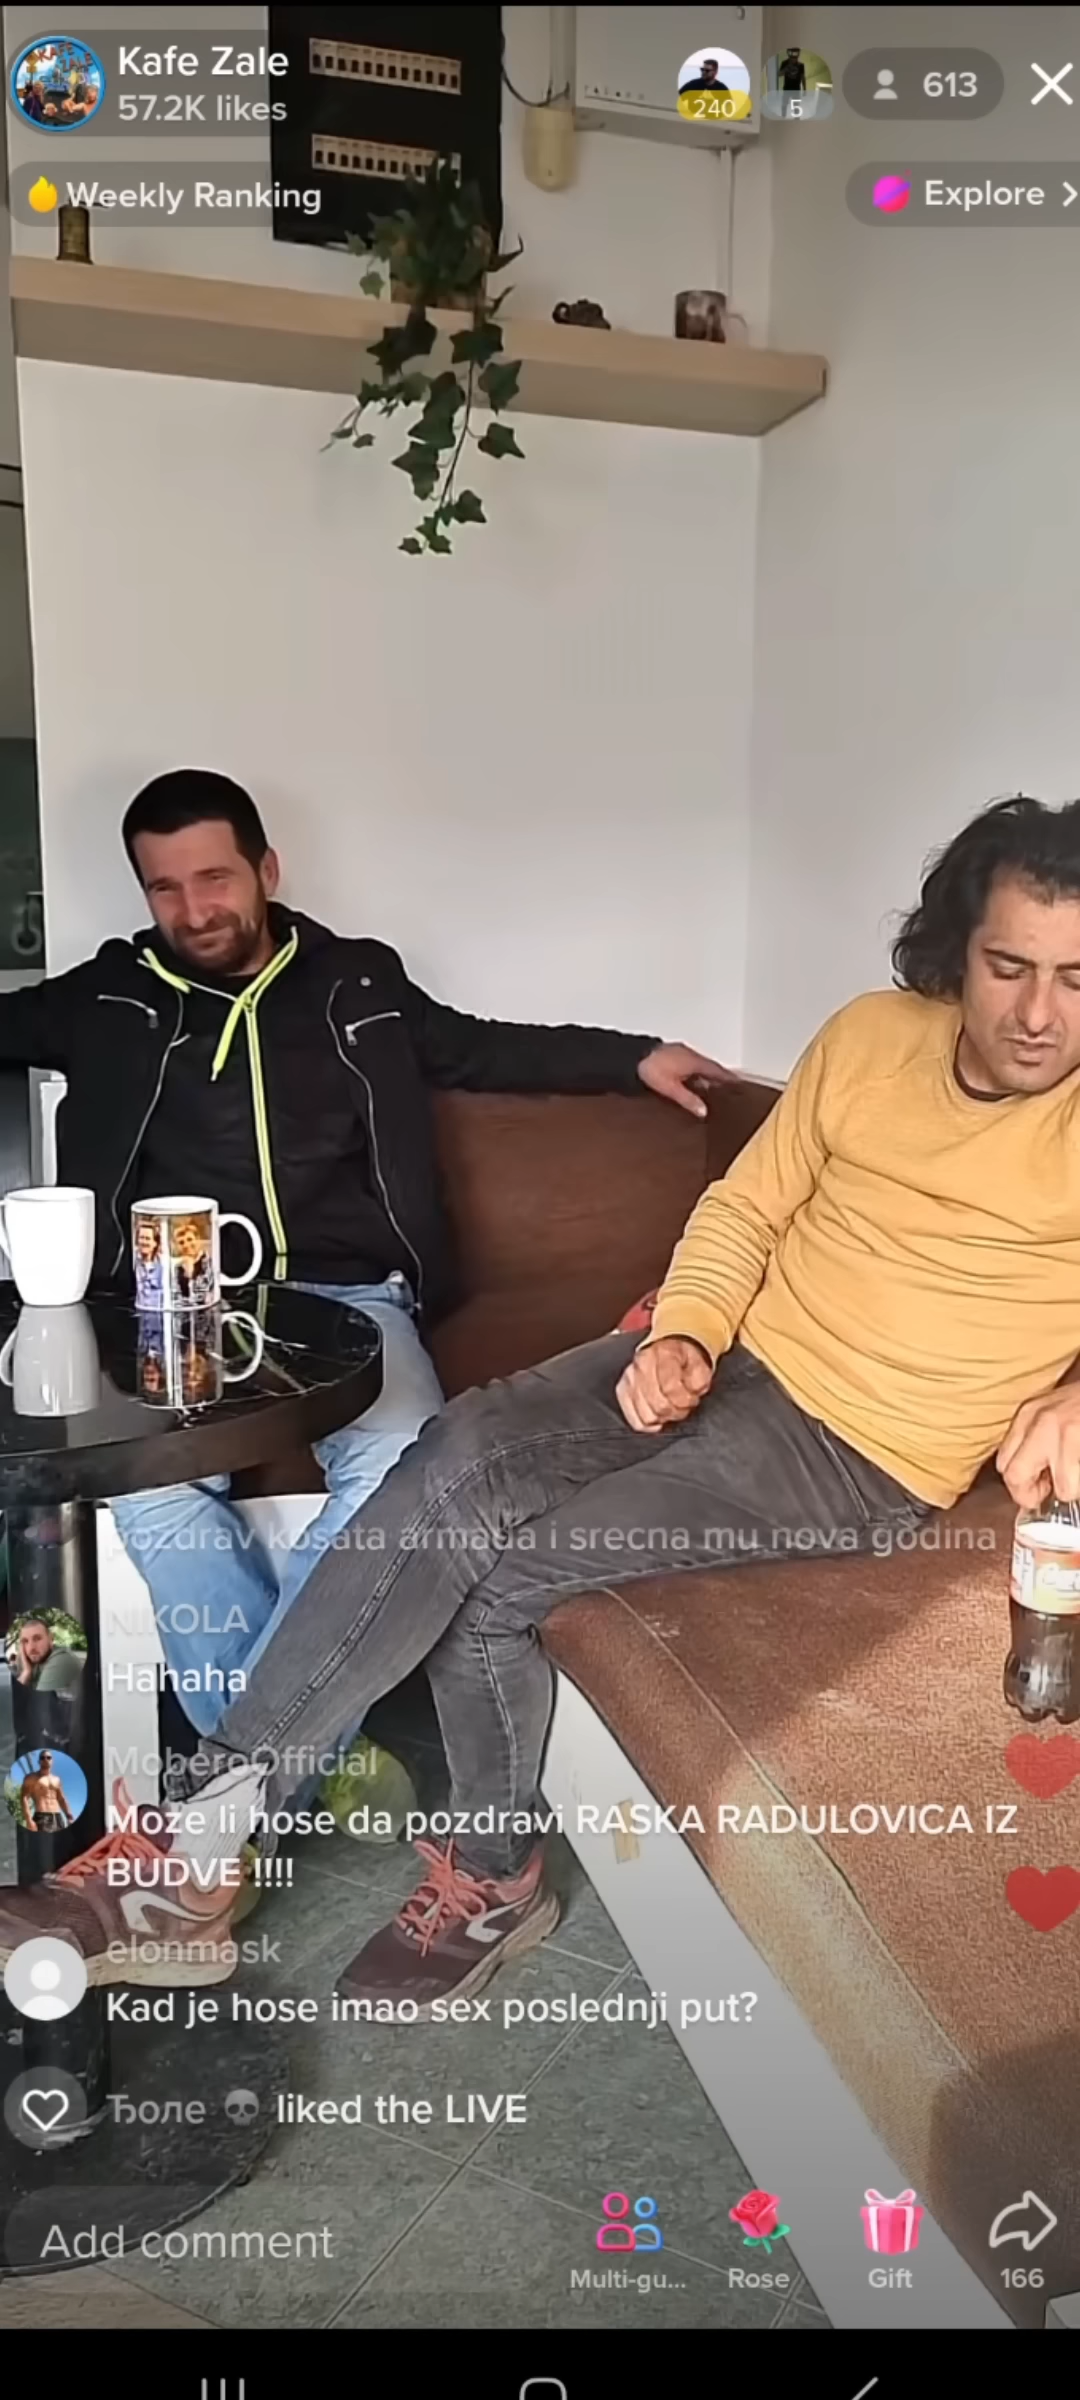 Kafe Zale
57.2K likes
240
5
613
Weekly Ranking
Explore >
pozdrav kosata armada i srecna mu nova godina
NIKOLA
Hahaha
MoberoOfficial
Moze li hose da pozdravi RASKA RADULOVICA IZ
BUDVE !!!!
elonmask
Kad je hose imao sex poslednji put?
Ђоле 💀 liked the LIVE
Add comment
Multi-gu...
Rose
Gift
166